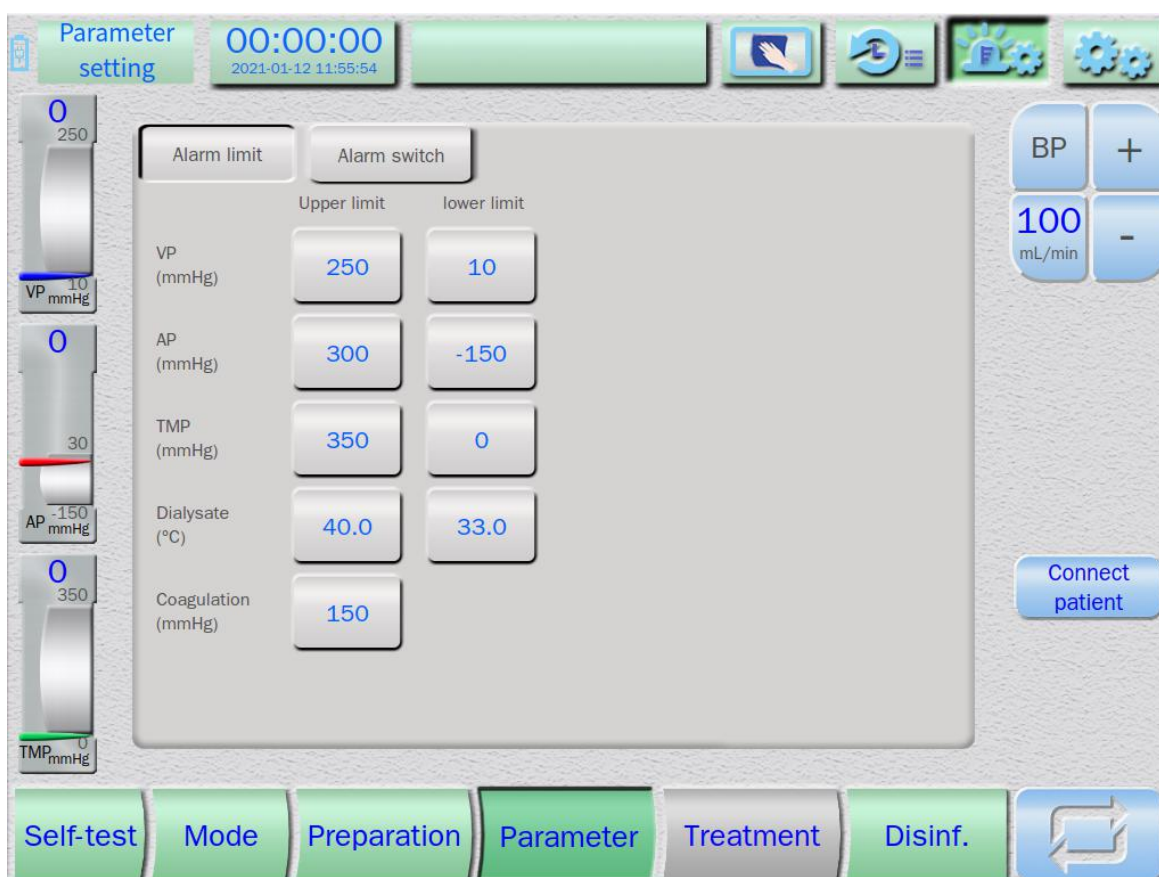 Parameter
setting
00:00:00
2021-01-12 11:55:54
0
250
10
VP mmHg
0
30
-150
AP mmHg
0
350
0
TMP mmHg
Alarm limit
Alarm switch
Upper limit lower limit
VP
(mmHg)
250 10
AP
(mmHg)
300 -150
TMP
(mmHg)
350 0
Dialysate
(°C)
40.0 33.0
Coagulation
(mmHg)
150
BP +
100
mL/min
-
Connect
patient
Self-test Mode Preparation Parameter Treatment Disinf.